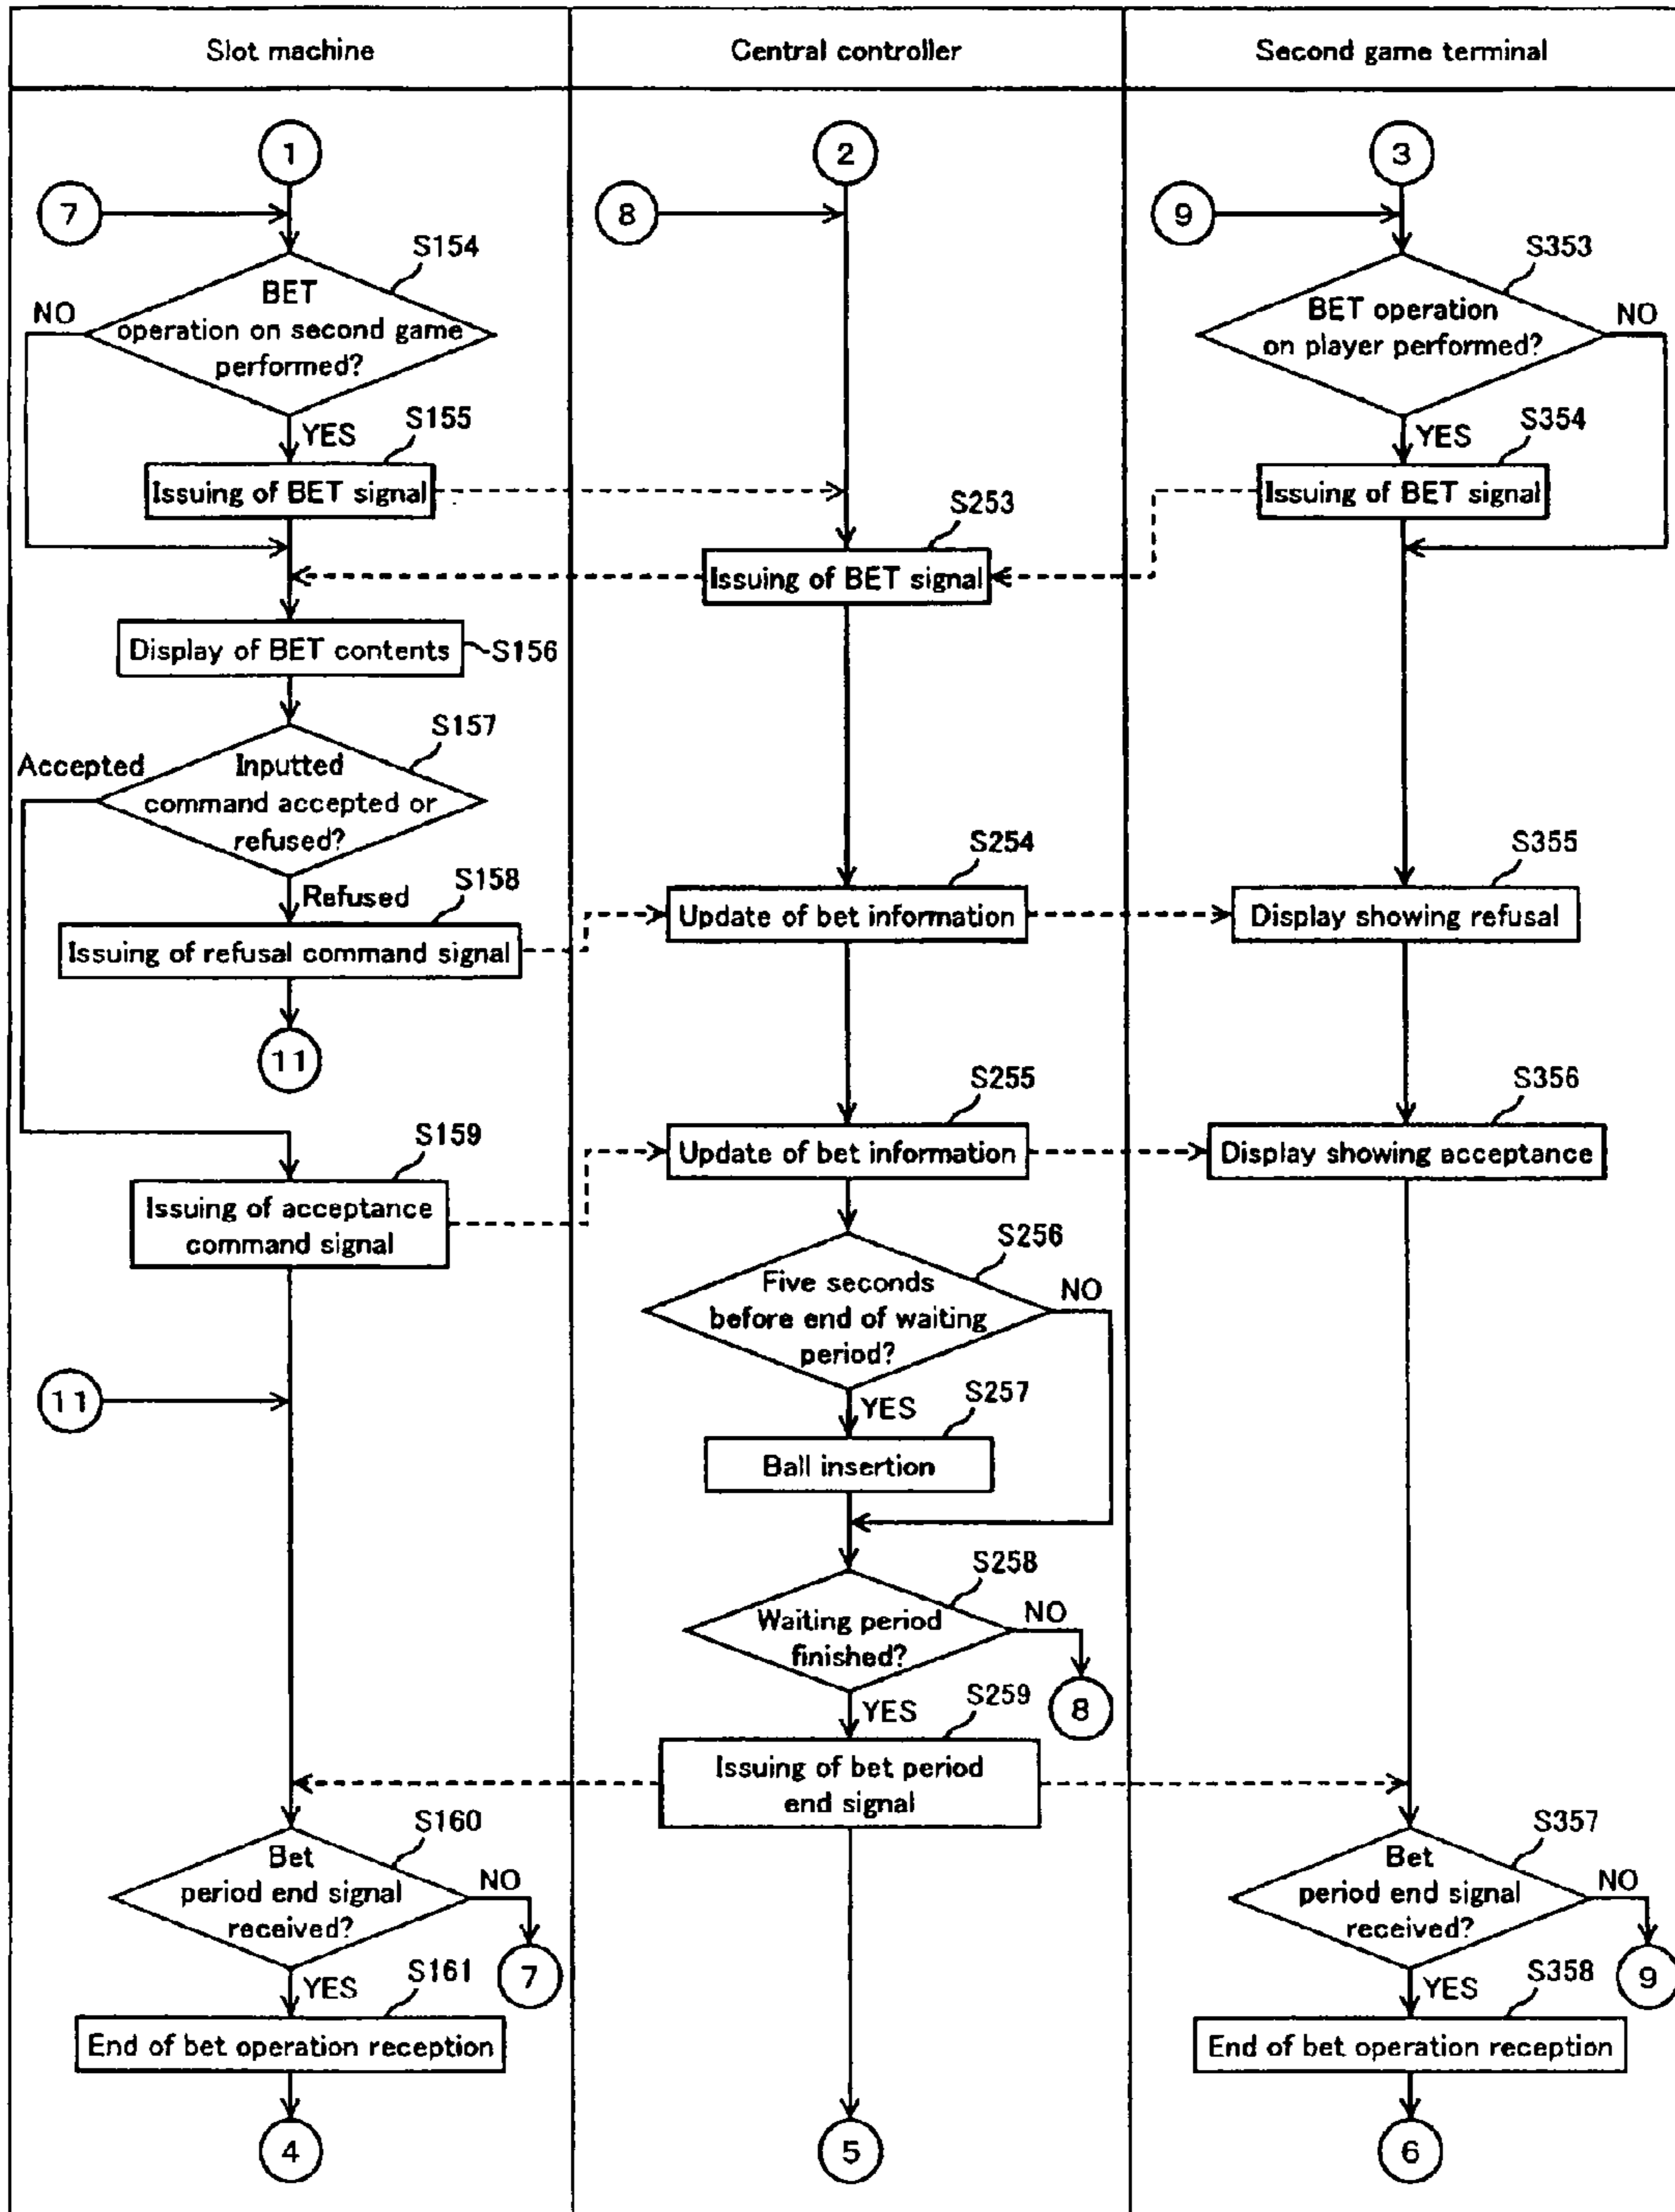 Slot machine
Central controller
Second game terminal
1
2
3
7
8
9
S154
BET
operation on second game
performed?
NO
YES
S353
BET operation
on player performed?
NO
YES
S155
Issuing of BET signal
S354
Issuing of BET signal
S253
Issuing of BET signal
Display of BET contents
S156
S157
Inputted
command accepted or
refused?
Accepted
Refused
S158
Issuing of refusal command signal
11
S254
Update of bet information
S355
Display showing refusal
S255
Update of bet information
S356
Display showing acceptance
S159
Issuing of acceptance
command signal
S256
Five seconds
before end of waiting
period?
NO
YES
11
S257
Ball insertion
S258
Waiting period
finished?
NO
8
YES
S259
Issuing of bet period
end signal
S160
Bet
period end signal
received?
NO
7
YES
S161
End of bet operation reception
S357
Bet
period end signal
received?
NO
9
YES
S358
End of bet operation reception
4
5
6